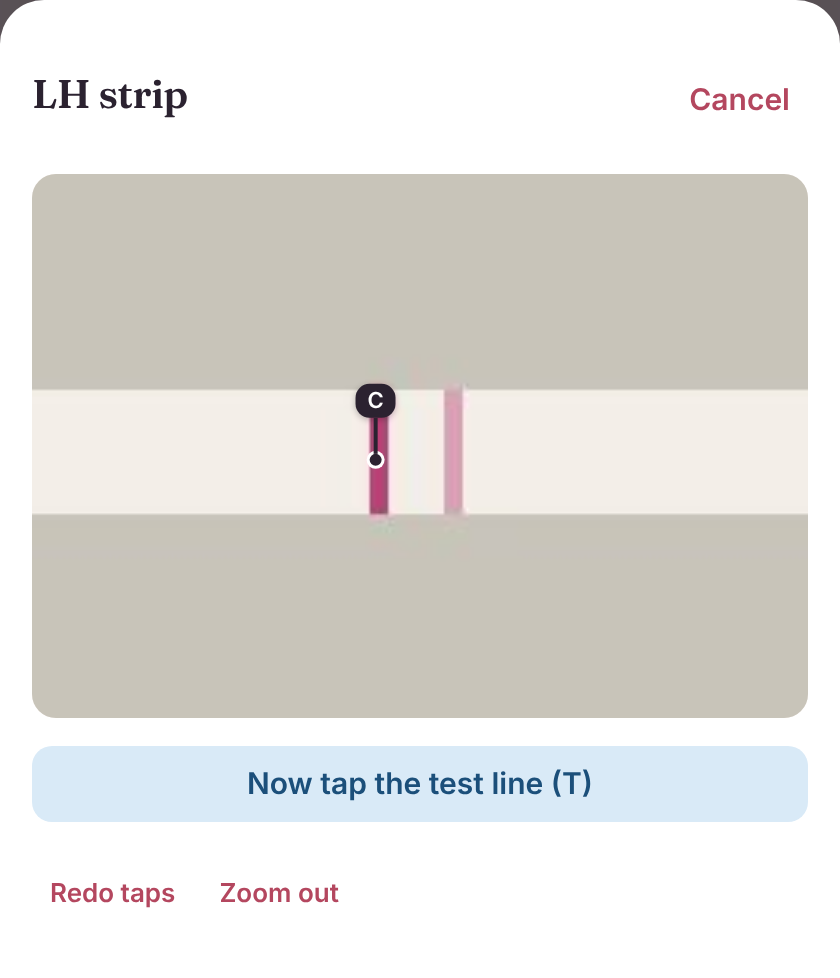 LH strip
Cancel
C
Now tap the test line (T)
Redo taps
Zoom out